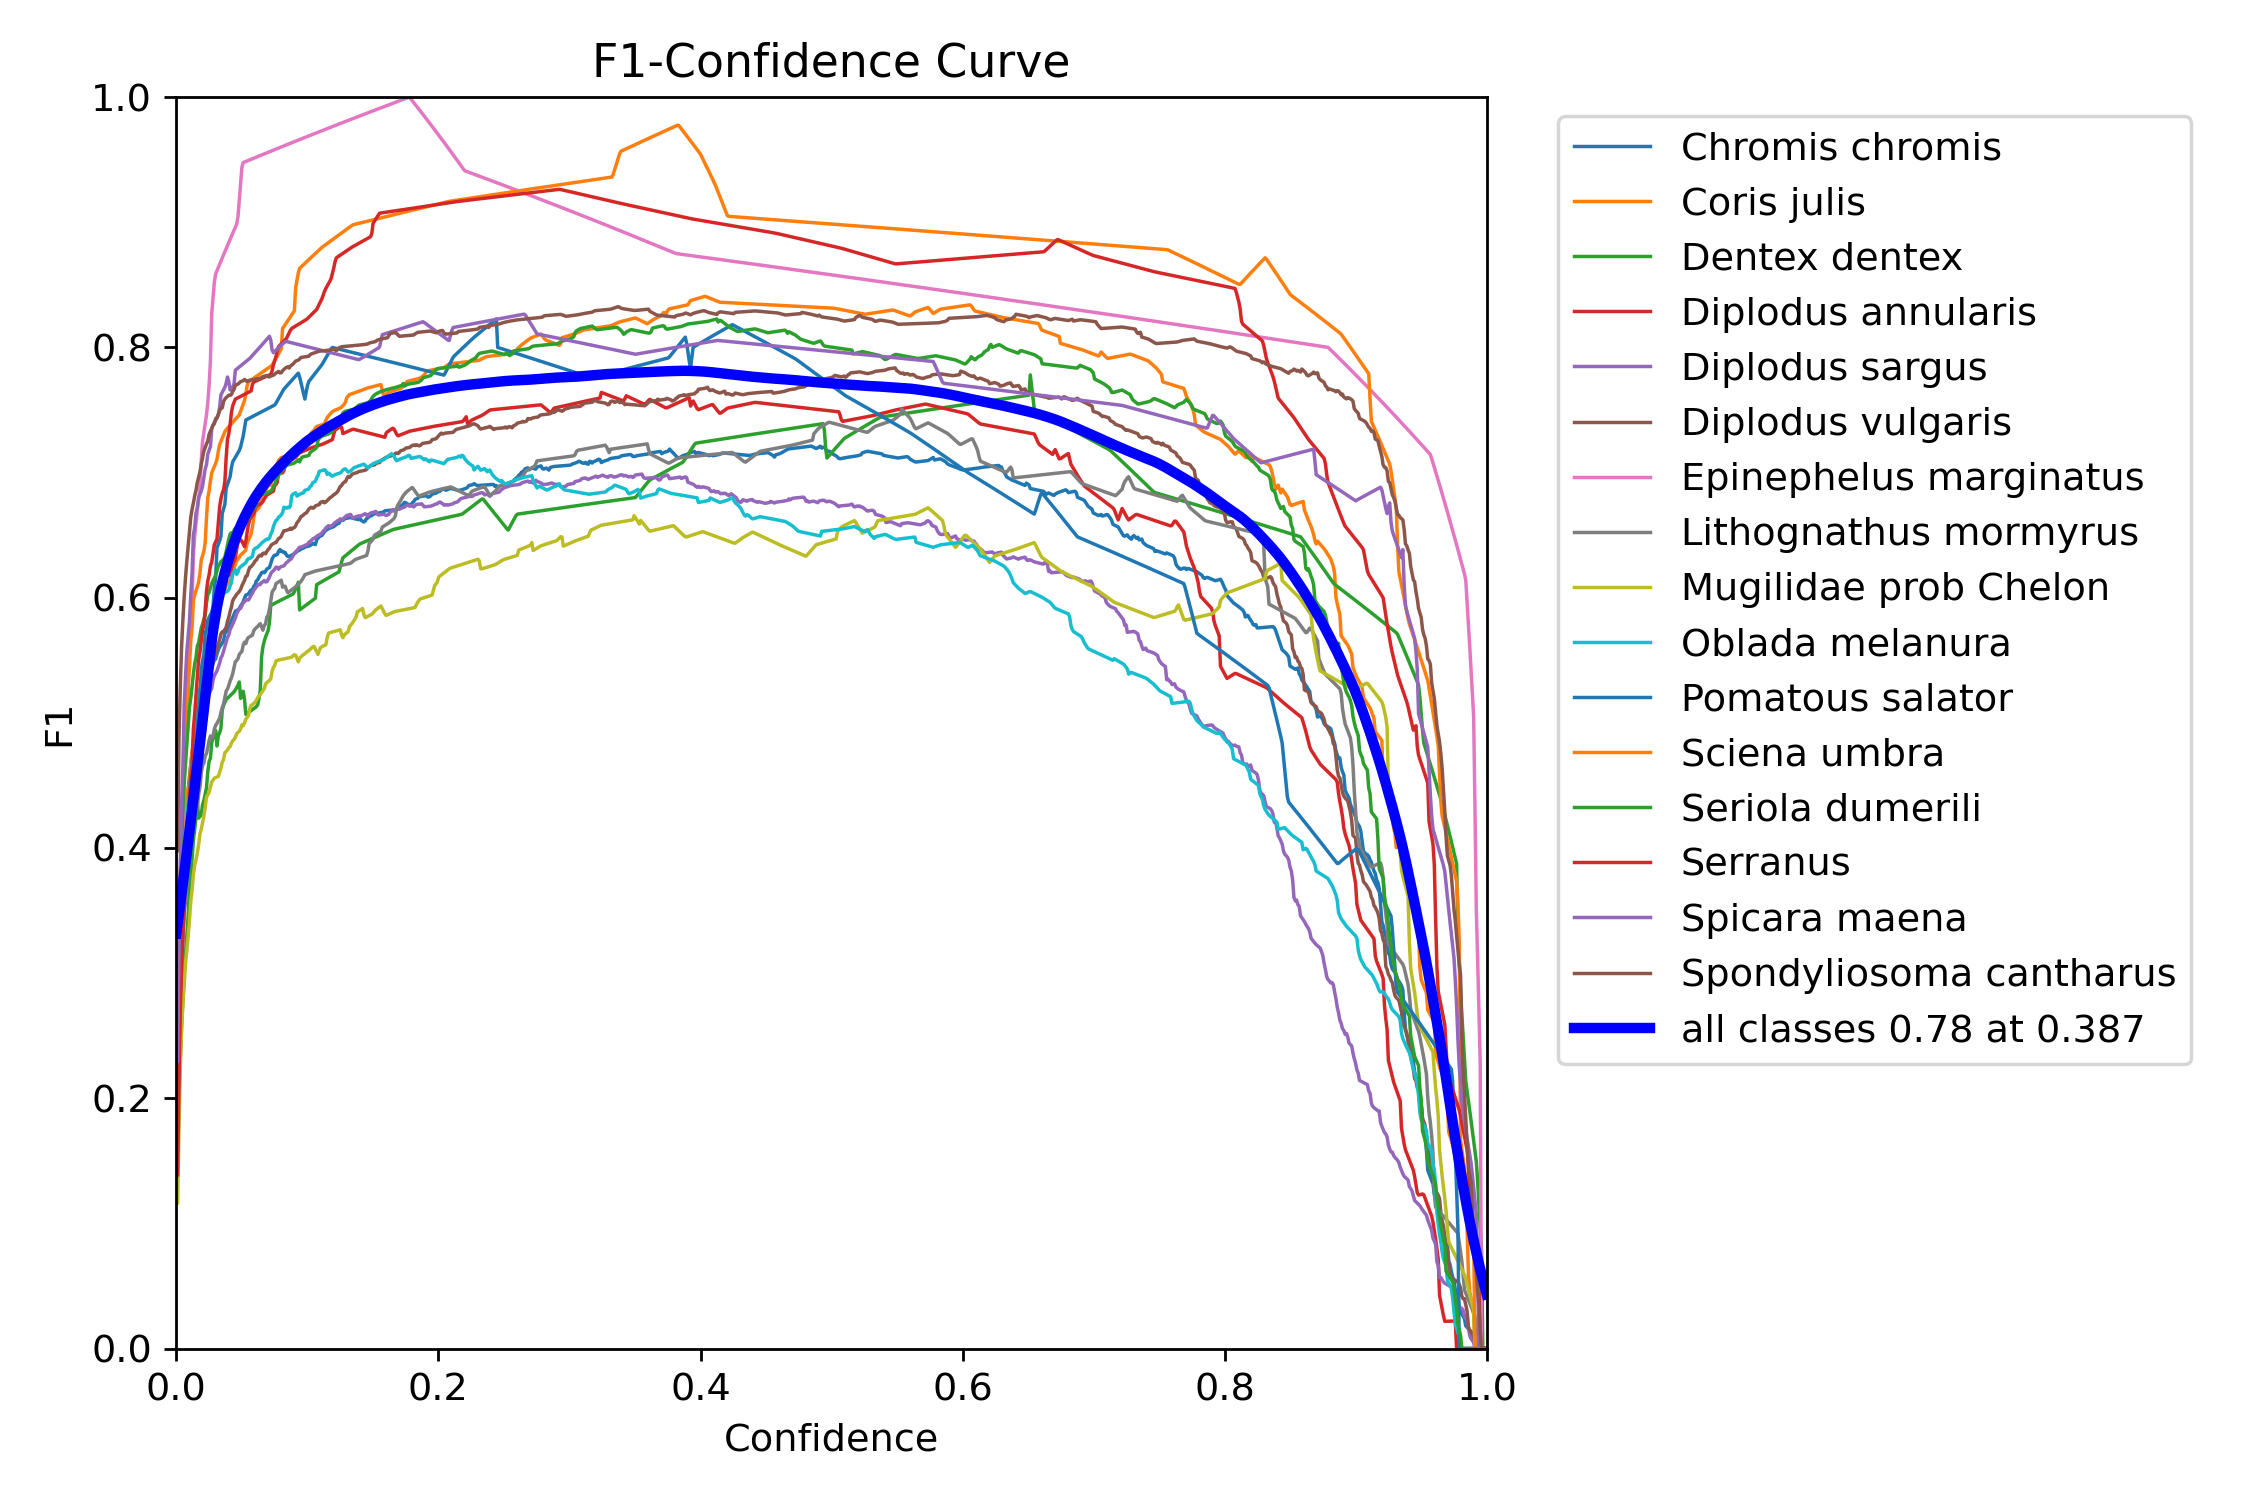 F1-Confidence Curve
1.0
0.8
0.6
0.4
0.2
0.0
F1
0.0 0.2 0.4 0.6 0.8 1.0
Confidence
Chromis chromis
Coris julis
Dentex dentex
Diplodus annularis
Diplodus sargus
Diplodus vulgaris
Epinephelus marginatus
Lithognathus mormyrus
Mugilidae prob Chelon
Oblada melanura
Pomatous salator
Sciena umbra
Seriola dumerili
Serranus
Spicara maena
Spondyliosoma cantharus
all classes 0.78 at 0.387